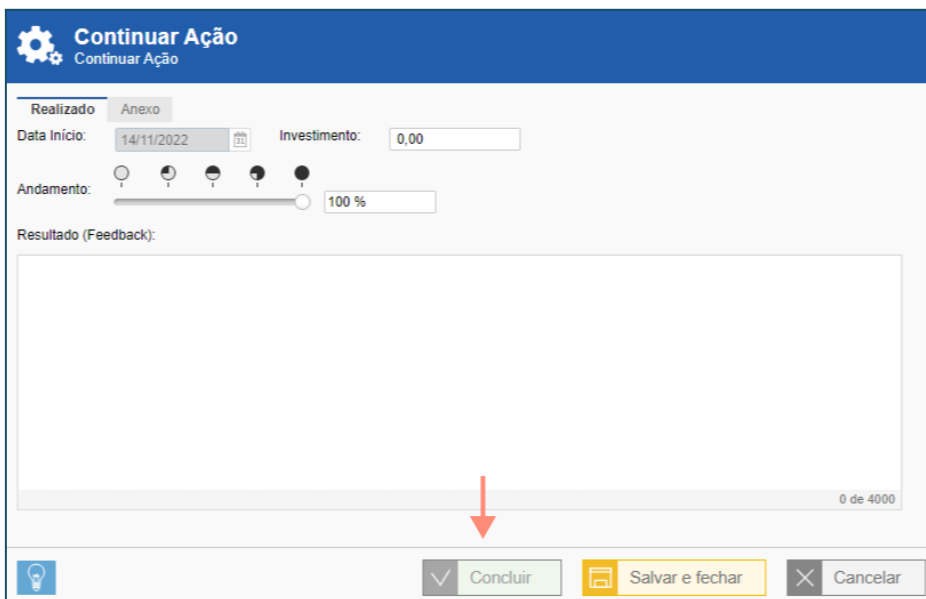 Continuar Ação
Continuar Ação
Realizado Anexo
Data Início: 14/11/2022 31 Investimento: 0,00
Andamento: 100 %
Resultado (Feedback):
0 de 4000
Concluir Salvar e fechar Cancelar